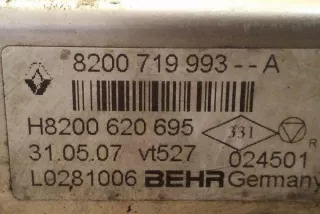 8200 719 993--A
H8200 620 695 331
31.05.07 vt527 024501 R
L0281006 BEHR Germany